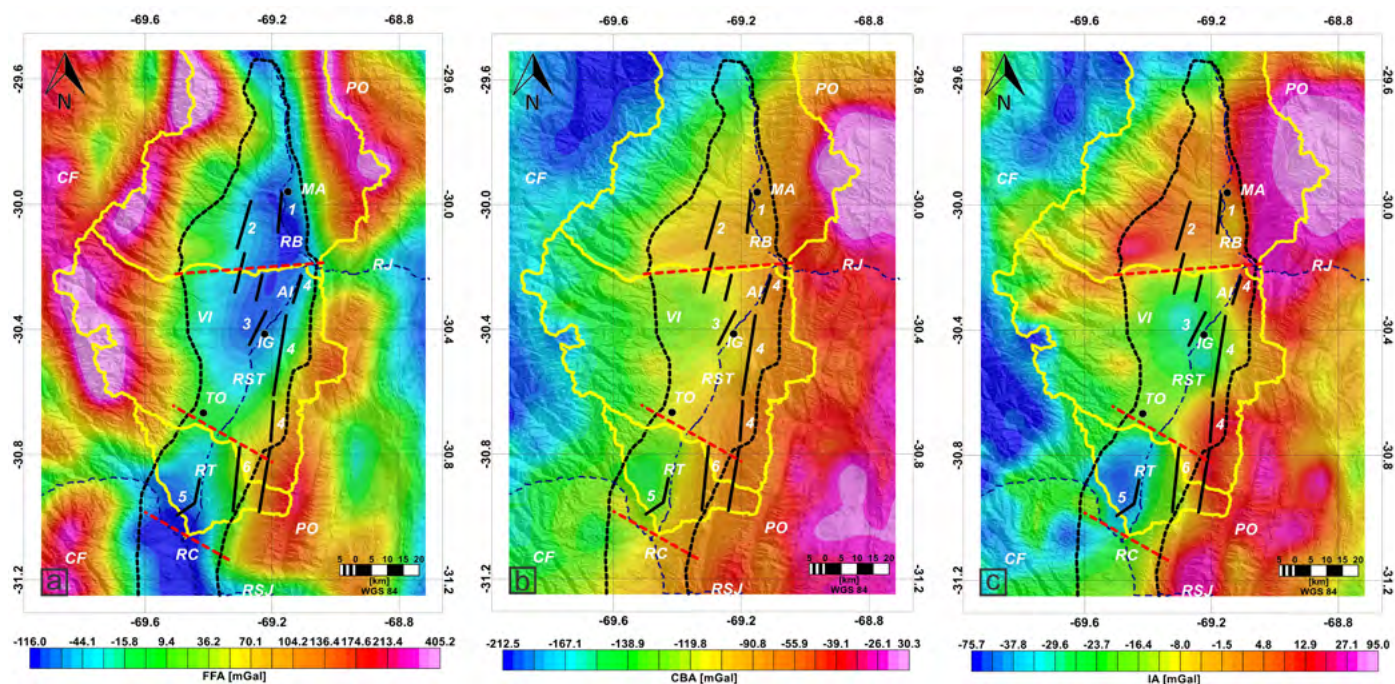 -69.6 -69.2 -68.8
-29.6
-30.0
-30.4
-30.8
-31.2
N
PO
CF
MA
1
2
RB
RJ
AI
4
VI
3
IG
4
RST
TO
4
RT
6
5
PO
CF
RC
RSJ
a
5 0 5 10 15 20
[km]
WGS 84
-69.6 -69.2 -68.8
-116.0 -44.1 -15.8 9.4 36.2 70.1 104.2 136.4 174.6 213.4 405.2
FFA [mGal]
-69.6 -69.2 -68.8
-29.6
-30.0
-30.4
-30.8
-31.2
N
PO
CF
MA
1
2
RB
RJ
AI
4
VI
3
IG
4
RST
TO
4
RT
6
5
PO
CF
RC
RSJ
b
5 0 5 10 15 20
[km]
WGS 84
-69.6 -69.2 -68.8
-212.5 -167.1 -138.9 -119.8 -90.8 -55.9 -39.1 -26.1 30.3
CBA [mGal]
-69.6 -69.2 -68.8
-29.6
-30.0
-30.4
-30.8
-31.2
N
PO
CF
MA
1
2
RB
RJ
AI
4
VI
3
IG
4
RST
TO
4
RT
6
5
PO
CF
RC
RSJ
c
5 0 5 10 15 20
[km]
WGS 84
-69.6 -69.2 -68.8
-75.7 -37.8 -29.6 -23.7 -16.4 -8.0 -1.5 4.8 12.9 27.1 95.0
IA [mGal]